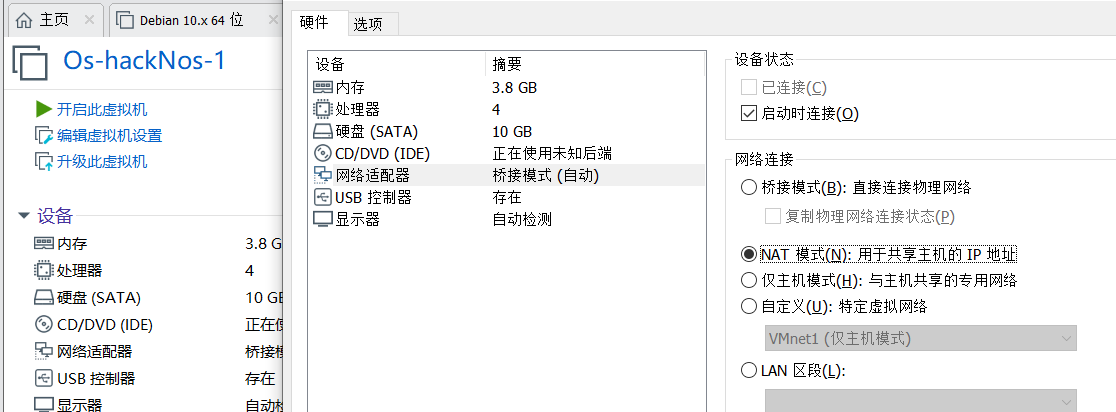 主页
Debian 10.x 64 位
Os-hackNos-1
开启此虚拟机
编辑虚拟机设置
升级此虚拟机
设备
内存 3.8 G
处理器 4
硬盘 (SATA) 10 GB
CD/DVD (IDE) 正在使
网络适配器 桥接模
USB 控制器 存在
显示器 自动检
硬件
选项
设备 摘要
内存 3.8 GB
处理器 4
硬盘 (SATA) 10 GB
CD/DVD (IDE) 正在使用未知后端
网络适配器 桥接模式 (自动)
USB 控制器 存在
显示器 自动检测
设备状态
已连接(C)
启动时连接(O)
网络连接
桥接模式(B): 直接连接物理网络
复制物理网络连接状态(P)
NAT 模式(N): 用于共享主机的 IP 地址
仅主机模式(H): 与主机共享的专用网络
自定义(U): 特定虚拟网络
VMnet1 (仅主机模式)
LAN 区段(L):